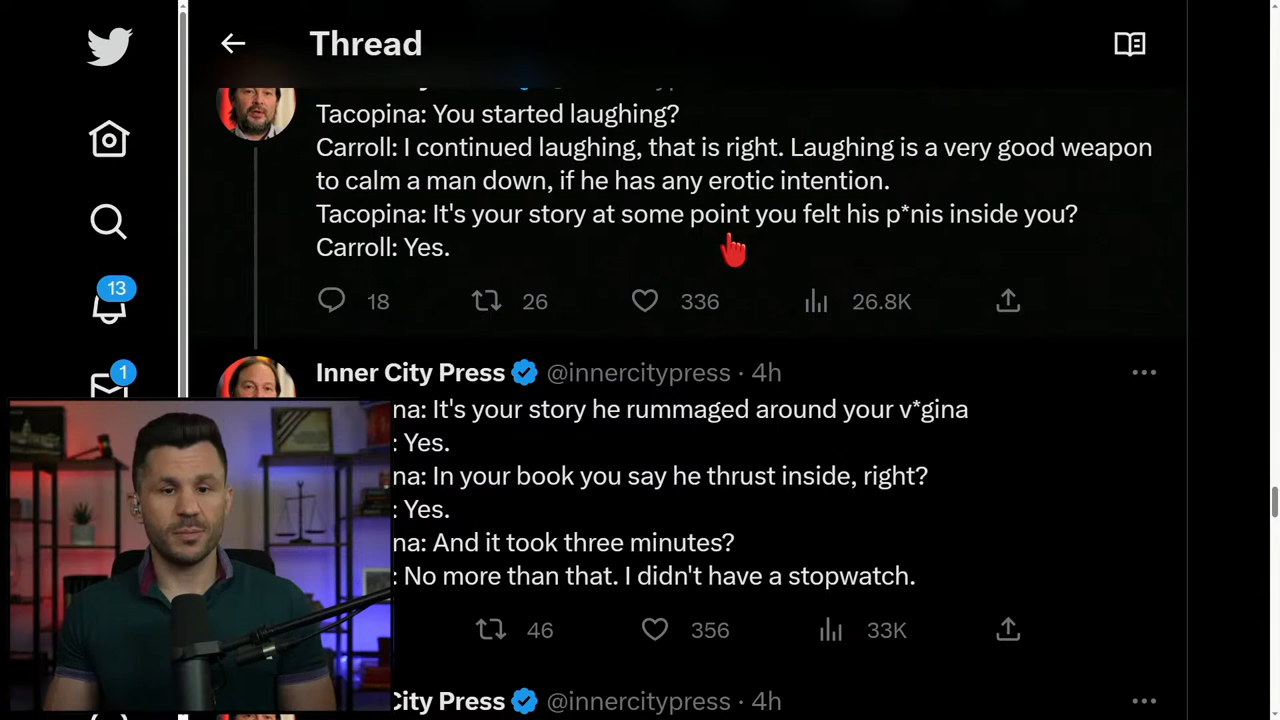 Thread
Tacopina: You started laughing?
Carroll: I continued laughing, that is right. Laughing is a very good weapon
to calm a man down, if he has any erotic intention.
Tacopina: It's your story at some point you felt his p*nis inside you?
Carroll: Yes.
18 26 336 26.8K
13
Inner City Press @innercitypress · 4h
1
na: It's your story he rummaged around your v*gina
: Yes.
na: In your book you say he thrust inside, right?
: Yes.
na: And it took three minutes?
: No more than that. I didn't have a stopwatch.
46 356 33K
City Press @innercitypress · 4h